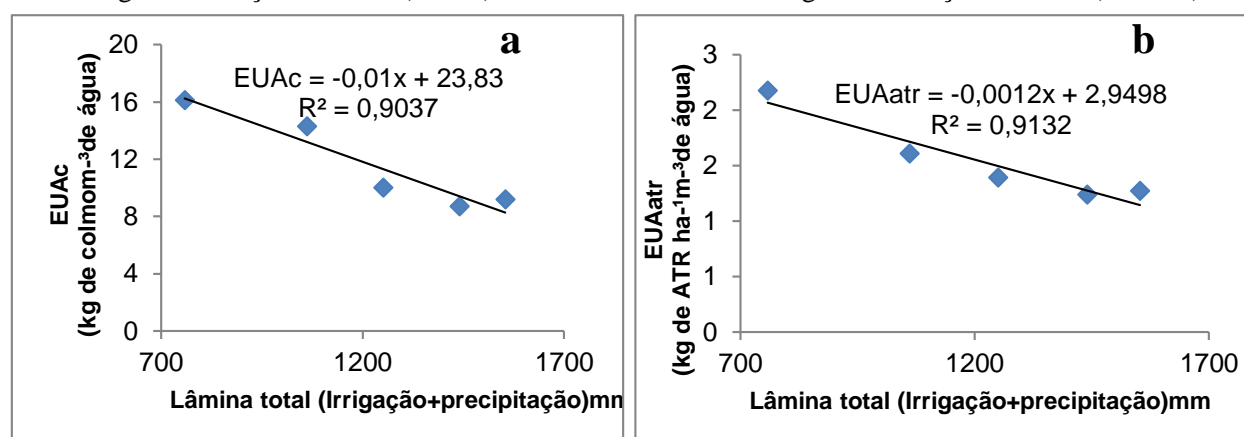 a
EUAc = -0,01x + 23,83
R² = 0,9037
20
16
12
8
4
0
700
1200
1700
EUAc
(kg de colmom-³de água)
Lâmina total (Irrigação+precipitação)mm
b
EUAatr = -0,0012x + 2,9498
R² = 0,9132
3
2
2
1
1
0
700
1200
1700
EUAatr
(kg de ATR ha-¹m-³de água)
Lâmina total (Irrigação+precipitação)mm